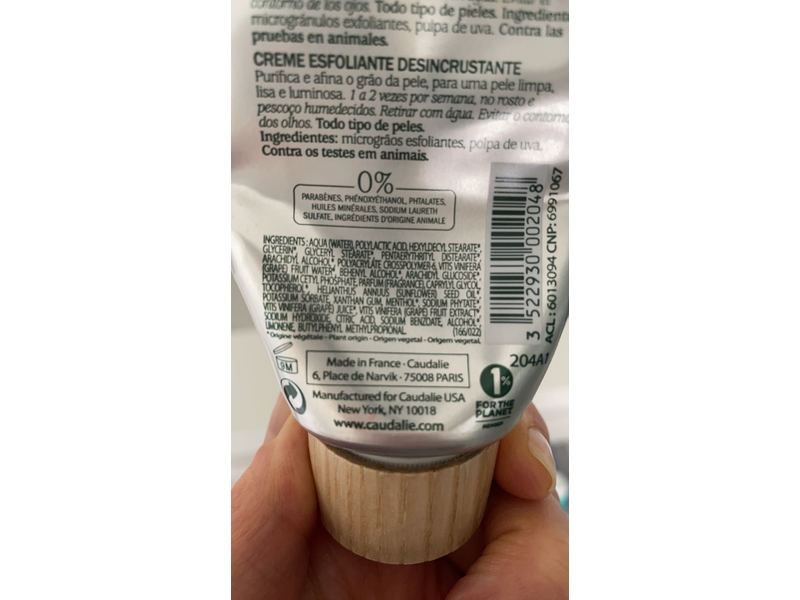 contorno de los ojos. Todo tipo de pieles. Ingredient
microgránulos exfoliantes, pulpa de uva. Contra las
pruebas en animales.
CREME ESFOLIANTE DESINCRUSTANTE
Purifica e afina o grão da pele, para uma pele limpa,
lisa e luminosa. 1 a 2 vezes por semana, no rosto e
pescoço humedecidos. Retirar com água. Evitar o contorno
dos olhos. Todo tipo de peles.
Ingredientes: micrográos esfoliantes, polpa de uva.
Contra os testes em animais.
0%
PARABÈNES, PHÉNOXYÉTHANOL, PHTALATES,
HUILES MINÉRALES, SODIUM LAURETH
SULFATE, INGRÉDIENTS D'ORIGINE ANIMALE
INGREDIENTS: AQUA (WATER), POLYLACTIC ACID, HEXYLDECYL STEARATE*,
GLYCERIN*, GLYCERYL STEARATE*, PENTAERYTHRITYL DISTEARATE*,
ARACHIDYL ALCOHOL*, POLYACRYLATE CROSSPOLYMER-6, VITIS VINIFERA
(GRAPE) FRUIT WATER*, BEHENYL ALCOHOL*, ARACHIDYL GLUCOSIDE*,
POTASSIUM CETYL PHOSPHATE, PARFUM (FRAGRANCE), CAPRYLYL GLYCOL,
TOCOPHEROL*, HELIANTHUS ANNUUS (SUNFLOWER) SEED OIL*,
POTASSIUM SORBATE, XANTHAN GUM, MENTHOL*, SODIUM PHYTATE*,
VITIS VINIFERA (GRAPE) JUICE*, VITIS VINIFERA (GRAPE) FRUIT EXTRACT*,
SODIUM HYDROXIDE, CITRIC ACID, SODIUM BENZOATE, ALCOHOL*,
LIMONENE, BUTYLPHENYL METHYLPROPIONAL. (166/022)
* Origine végétale - Plant origin - Origen vegetal - Origem vegetal.
3 522930 002048
ACL: 6013094 CNP: 6991067
204A1
9M
Made in France · Caudalie
6, Place de Narvik · 75008 PARIS
Manufactured for Caudalie USA
New York, NY 10018
www.caudalie.com
1%
FOR THE
PLANET
MEMBER